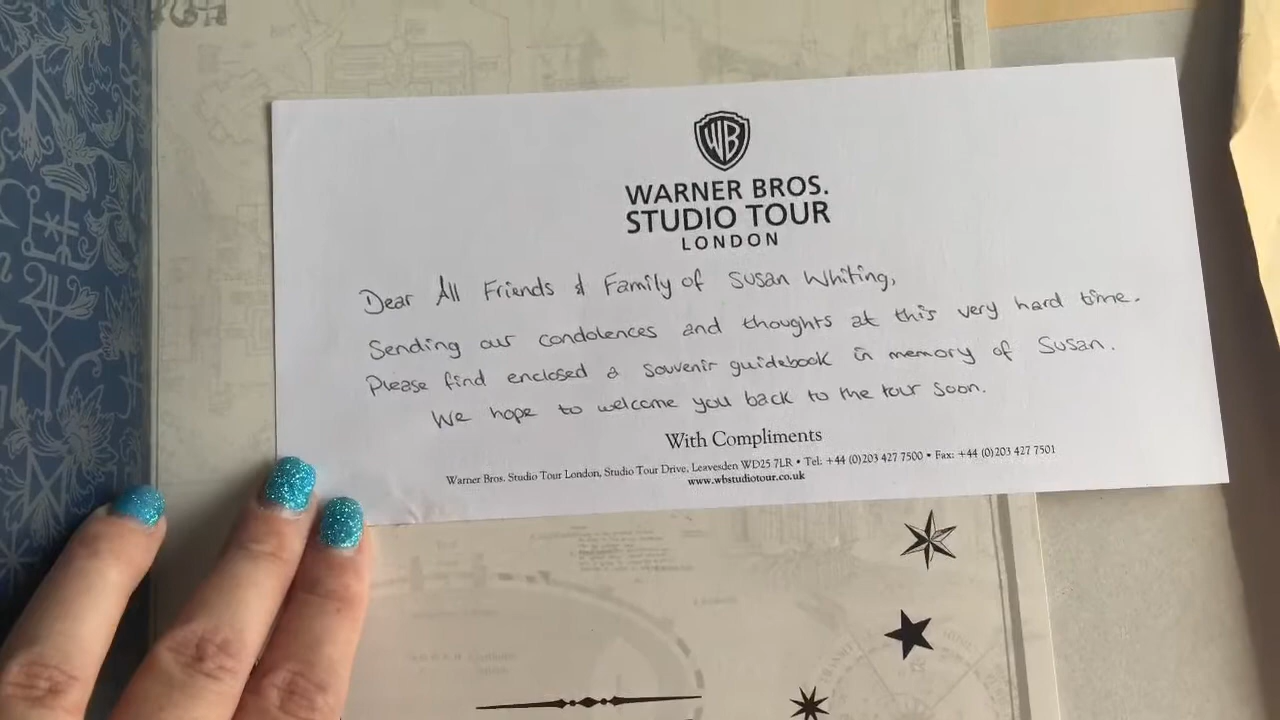 WB
WARNER BROS.
STUDIO TOUR
LONDON
Dear All Friends & Family of Susan Whiting,
Sending our condolences and thoughts at this very hard time.
Please find enclosed a souvenir guidebook in memory of Susan.
We hope to welcome you back to the tour soon.
With Compliments
Warner Bros. Studio Tour London, Studio Tour Drive, Leavesden WD25 7LR • Tel: +44 (0)203 427 7500 • Fax: +44 (0)203 427 7501
www.wbstudiotour.co.uk